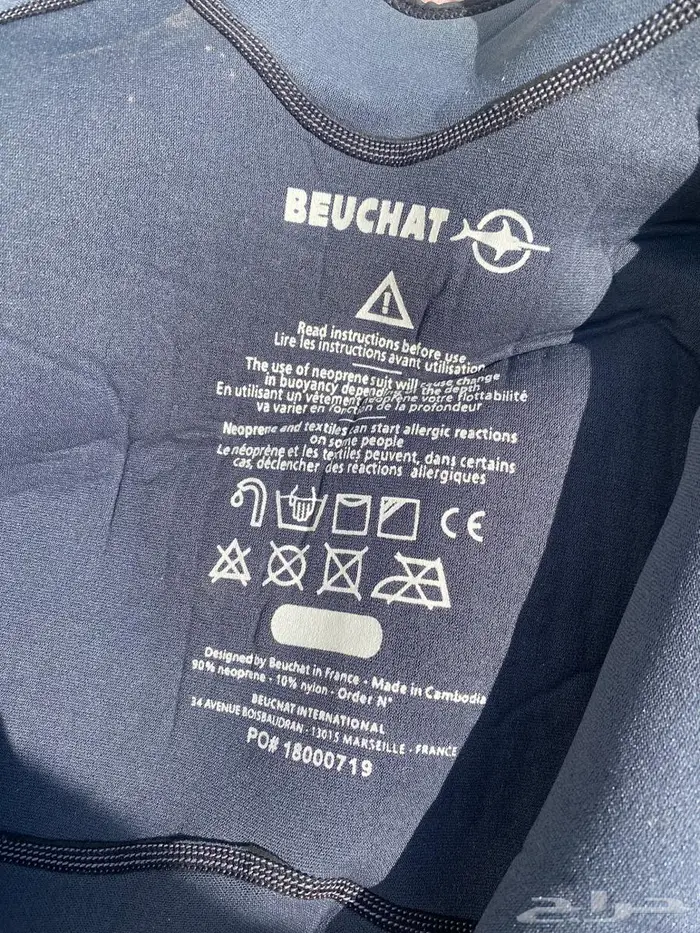 BEUCHAT
Read instructions before use
Lire les instructions avant utilisation
The use of neoprene suit will cause change
in buoyancy depending of the depth
En utilisant un vêtement néoprène votre flottabilité
va varier en fonction de la profondeur
Neoprene and textiles can start allergic reactions
on some people
Le néoprène et les textiles peuvent, dans certains
cas, déclencher des réactions allergiques
CE
Designed by Beuchat in France - Made in Cambodia
90% neoprene - 10% nylon - Order N°
BEUCHAT INTERNATIONAL
34 AVENUE BOISBAUDRAN - 13015 MARSEILLE - FRANCE
PO# 18000719
حراج